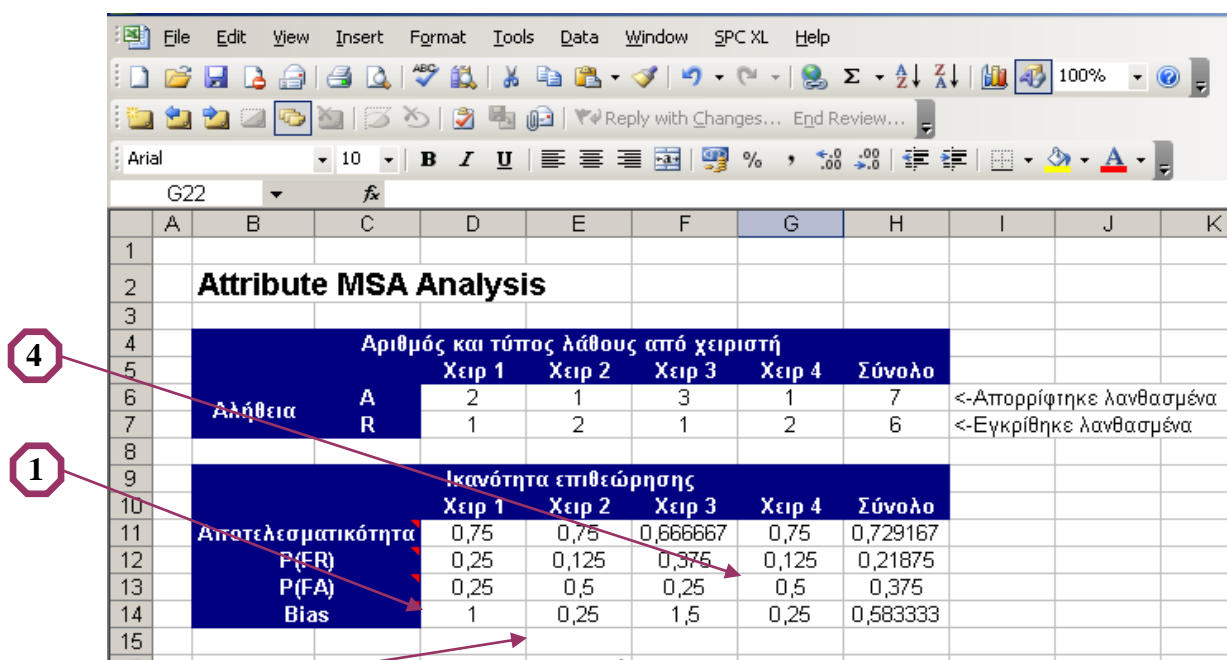 File Edit View Insert Format Tools Data Window SPC XL Help
100%
Reply with Changes... End Review...
Arial 10 B I U
G22 fx
A B C D E F G H I J K
1
2 Attribute MSA Analysis
3
4 Αριθμός και τύπος λάθους από χειριστή
5 Χειρ 1 Χειρ 2 Χειρ 3 Χειρ 4 Σύνολο
6 Αλήθεια A 2 1 3 1 7 <-Απορρίφτηκε λανθασμένα
7 R 1 2 1 2 6 <-Εγκρίθηκε λανθασμένα
8
9 Ικανότητα επιθεώρησης
10 Χειρ 1 Χειρ 2 Χειρ 3 Χειρ 4 Σύνολο
11 Αποτελεσματικότητα 0,75 0,75 0,666667 0,75 0,729167
12 P(FR) 0,25 0,125 0,375 0,125 0,21875
13 P(FA) 0,25 0,5 0,25 0,5 0,375
14 Bias 1 0,25 1,5 0,25 0,583333
15
4
1